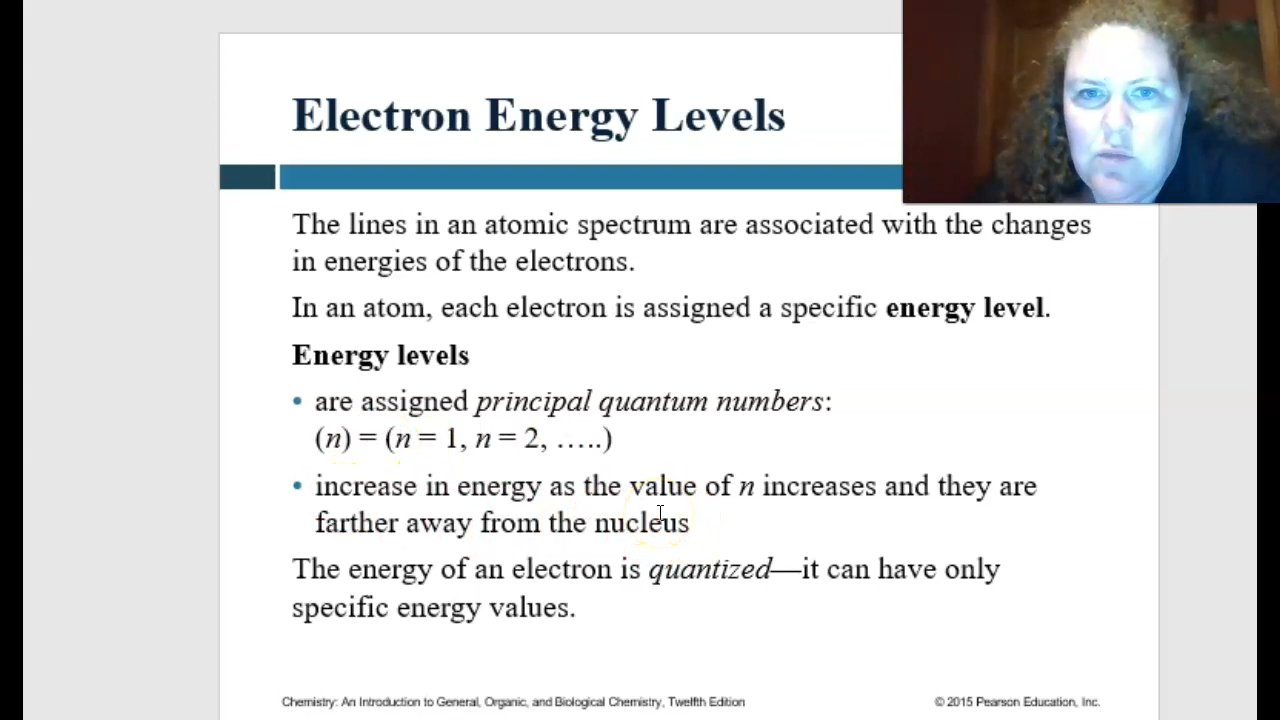 Electron Energy Levels
The lines in an atomic spectrum are associated with the changes
in energies of the electrons.
In an atom, each electron is assigned a specific energy level.
Energy levels
• are assigned principal quantum numbers:
(n) = (n = 1, n = 2, …..)
• increase in energy as the value of n increases and they are
farther away from the nucleus
The energy of an electron is quantized—it can have only
specific energy values.
Chemistry: An Introduction to General, Organic, and Biological Chemistry, Twelfth Edition
© 2015 Pearson Education, Inc.